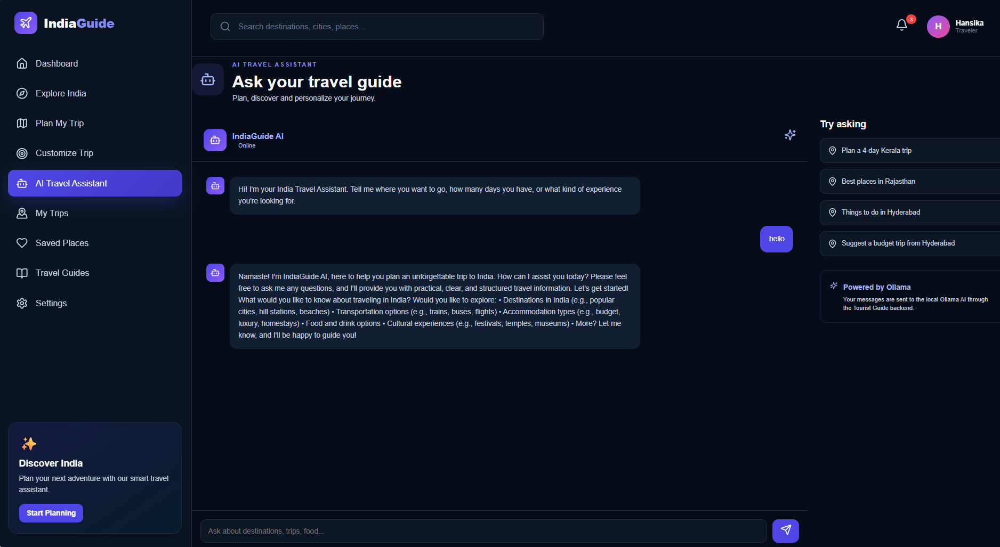 IndiaGuide
Dashboard
Explore India
Plan My Trip
Customize Trip
AI Travel Assistant
My Trips
Saved Places
Travel Guides
Settings
Discover India
Plan your next adventure with our smart travel
assistant.
Start Planning
Search destinations, cities, places...
3
H
Hansika
Traveler
AI TRAVEL ASSISTANT
Ask your travel guide
Plan, discover and personalize your journey.
IndiaGuide AI
Online
Hi! I'm your India Travel Assistant. Tell me where you want to go, how many days you have, or what kind of experience
you're looking for.
hello
Namaste! I'm IndiaGuide AI, here to help you plan an unforgettable trip to India. How can I assist you today? Please feel
free to ask me any questions, and I'll provide you with practical, clear, and structured travel information. Let's get started!
What would you like to know about traveling in India? Would you like to explore: • Destinations in India (e.g., popular
cities, hill stations, beaches) • Transportation options (e.g., trains, buses, flights) • Accommodation types (e.g., budget,
luxury, homestays) • Food and drink options • Cultural experiences (e.g., festivals, temples, museums) • More? Let me
know, and I'll be happy to guide you!
Ask about destinations, trips, food...
Try asking
Plan a 4-day Kerala trip
Best places in Rajasthan
Things to do in Hyderabad
Suggest a budget trip from Hyderabad
Powered by Ollama
Your messages are sent to the local Ollama AI through
the Tourist Guide backend.